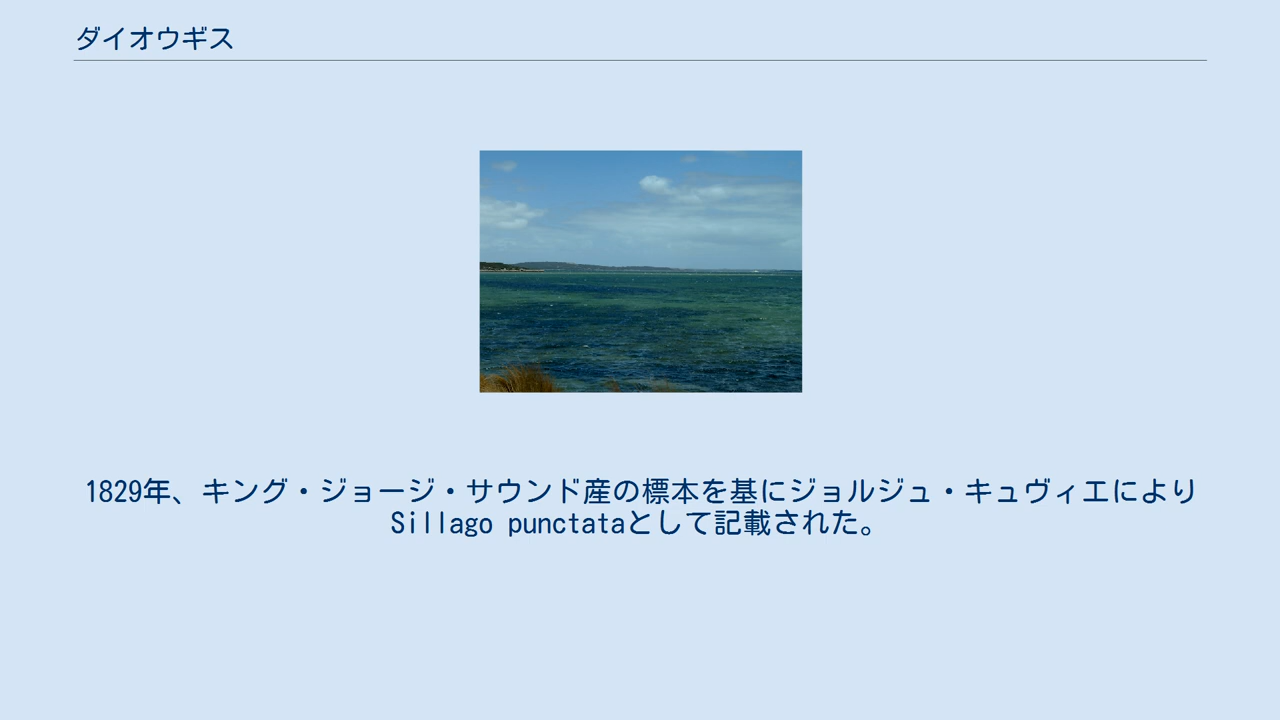 ダイオウギス
1829年、キング・ジョージ・サウンド産の標本を基にジョルジュ・キュヴィエにより
Sillago punctataとして記載された。